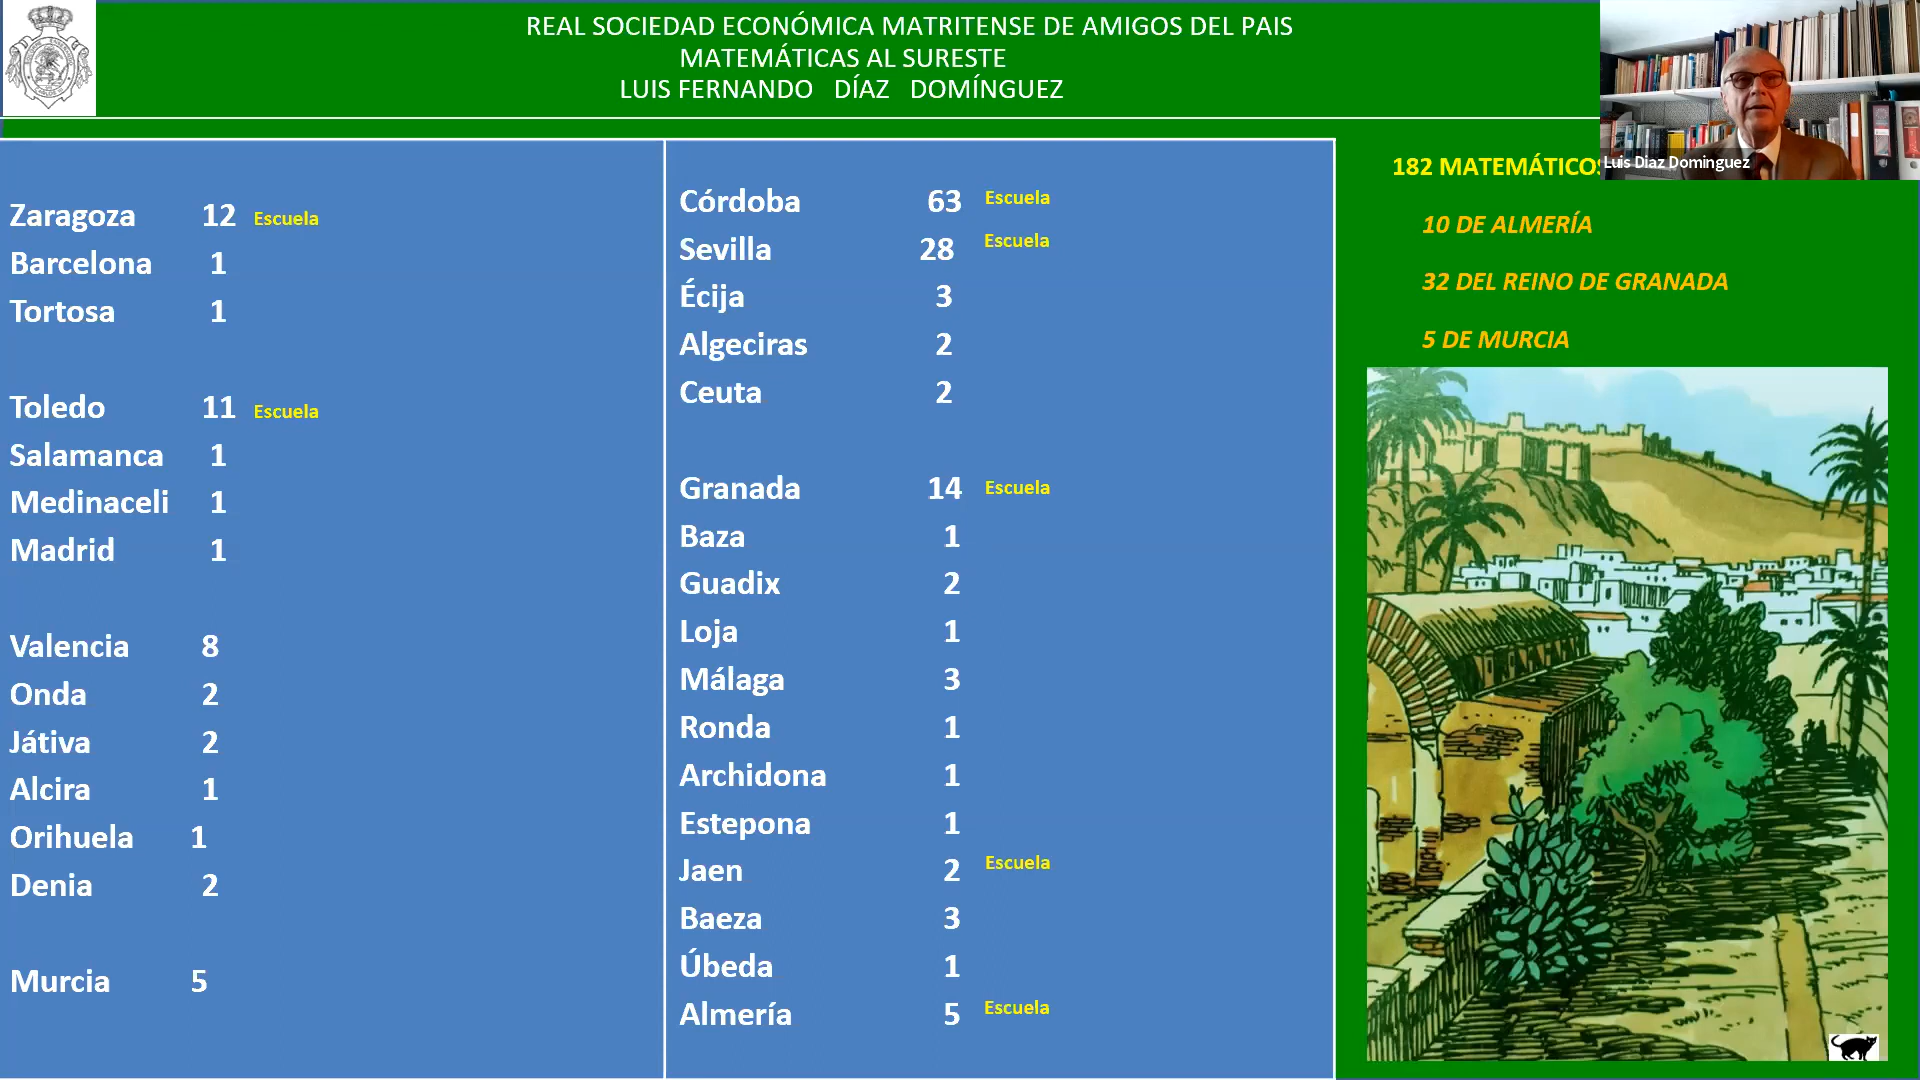 REAL SOCIEDAD ECONÓMICA MATRITENSE DE AMIGOS DEL PAIS
MATEMÁTICAS AL SURESTE
LUIS FERNANDO DÍAZ DOMÍNGUEZ
Zaragoza 12 Escuela
Barcelona 1
Tortosa 1
Toledo 11 Escuela
Salamanca 1
Medinaceli 1
Madrid 1
Valencia 8
Onda 2
Játiva 2
Alcira 1
Orihuela 1
Denia 2
Murcia 5
Córdoba 63 Escuela
Sevilla 28 Escuela
Écija 3
Algeciras 2
Ceuta 2
Granada 14 Escuela
Baza 1
Guadix 2
Loja 1
Málaga 3
Ronda 1
Archidona 1
Estepona 1
Jaen 2 Escuela
Baeza 3
Úbeda 1
Almería 5 Escuela
182 MATEMÁTICOS
10 DE ALMERÍA
32 DEL REINO DE GRANADA
5 DE MURCIA
Luis Diaz Dominguez